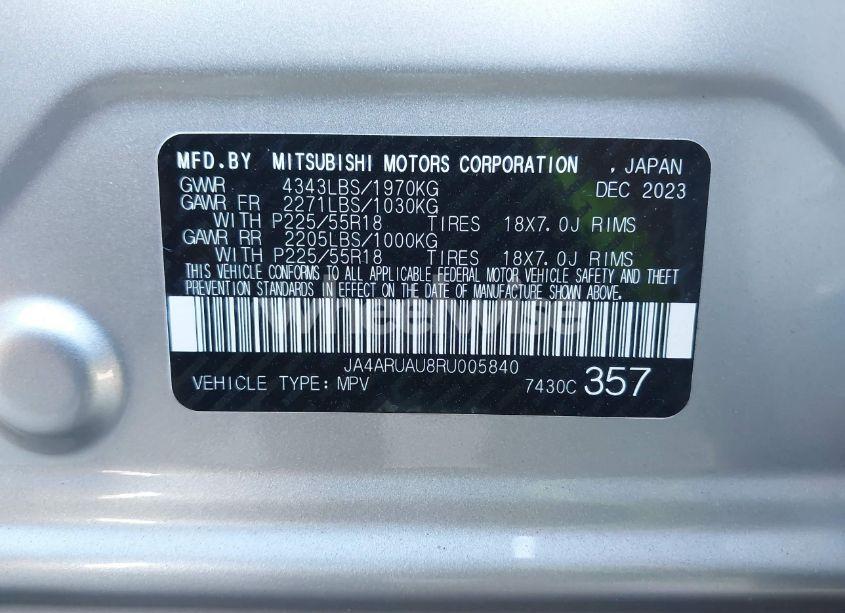 MFD.BY MITSUBISHI MOTORS CORPORATION , JAPAN
GVWR 4343LBS/1970KG DEC 2023
GAWR FR 2271LBS/1030KG
WITH P225/55R18 TIRES 18X7.0J RIMS
GAWR RR 2205LBS/1000KG
WITH P225/55R18 TIRES 18X7.0J RIMS
THIS VEHICLE CONFORMS TO ALL APPLICABLE FEDERAL MOTOR VEHICLE SAFETY AND THEFT
PREVENTION STANDARDS IN EFFECT ON THE DATE OF MANUFACTURE SHOWN ABOVE.
WheelWise
JA4ARUAU8RU005840
VEHICLE TYPE: MPV 7430C 357